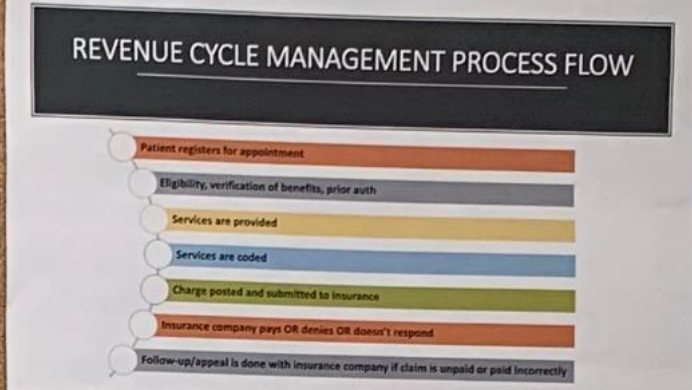 REVENUE CYCLE MANAGEMENT PROCESS FLOW
Patient registers for appointment
Eligibility, verification of benefits, prior auth
Services are provided
Services are coded
Charge posted and submitted to insurance
Insurance company pays OR denies OR doesn't respond
Follow-up/appeal is done with insurance company if claim is unpaid or paid incorrectly